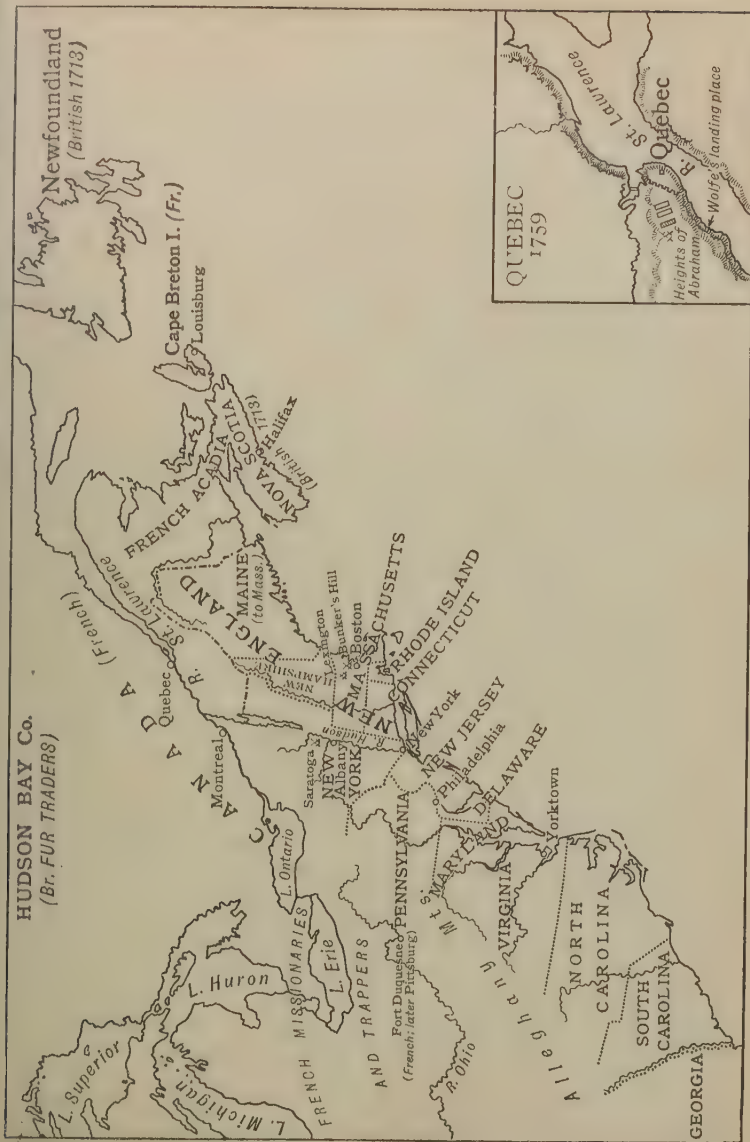 HUDSON BAY Co.
(Br. FUR TRADERS)
Newfoundland
(British 1713)
Cape Breton I. (Fr.)
Louisburg
CANADA (French)
Quebec
R. St. Lawrence
Montreal
FRENCH ACADIA
NOVA SCOTIA
(British 1713)
Halifax
NEW ENGLAND
MAINE
(to Mass.)
NEW
HAMPSHIRE
Lexington
Bunker's Hill
Boston
MASSACHUSETTS
RHODE ISLAND
CONNECTICUT
Saratoga
NEW
YORK
Albany
R. Hudson
New York
NEW JERSEY
Philadelphia
PENNSYLVANIA
DELAWARE
MARYLAND
VIRGINIA
Yorktown
NORTH
CAROLINA
SOUTH
CAROLINA
GEORGIA
Alleghany Mts.
R. Ohio
Fort Duquesne
(French: later Pittsburg)
FRENCH MISSIONARIES
AND TRAPPERS
L. Superior
L. Michigan
L. Huron
L. Erie
L. Ontario
QUEBEC
1759
St. Lawrence
R.
Quebec
Heights of
Abraham
Wolfe's landing place